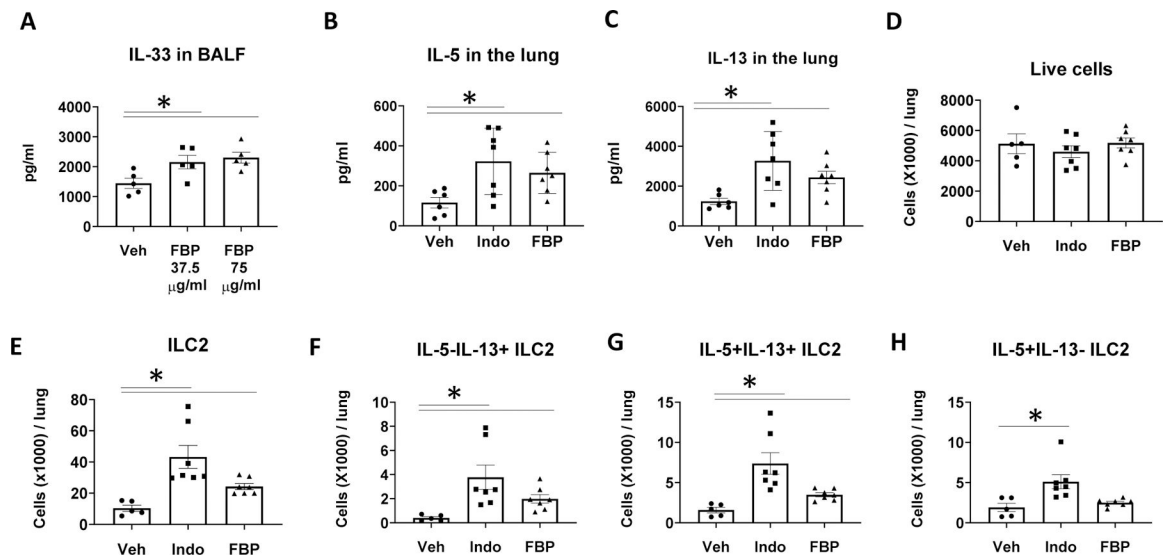 A
IL-33 in BALF
*
pg/ml
4000
3000
2000
1000
0
Veh
FBP
37.5
μg/ml)
FBP
75
μg/ml)
B
IL-5 in the lung
*
pg/ml
600
400
200
0
Veh Indo FBP
C
IL-13 in the lung
*
pg/ml
6000
4000
2000
0
Veh Indo FBP
D
Live cells
Cells (X1000) / lung
8000
6000
4000
2000
0
Veh Indo FBP
E
ILC2
*
Cells (X1000) / lung
80
60
40
20
0
Veh Indo FBP
F
IL-5-IL-13+ ILC2
*
Cells (X1000) / lung
10
8
6
4
2
0
Veh Indo FBP
G
IL-5+IL-13+ ILC2
*
Cells (X1000) / lung
15
10
5
0
Veh Indo FBP
H
IL-5+IL-13- ILC2
*
Cells (X1000) / lung
15
10
5
0
Veh Indo FBP